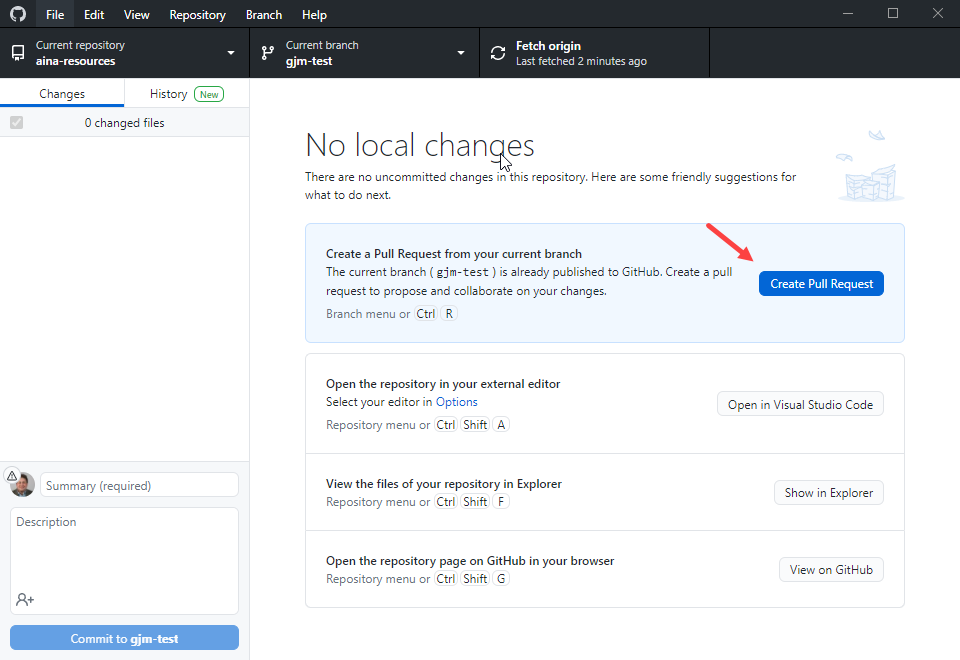 File Edit View Repository Branch Help
Current repository
aina-resources
Current branch
gjm-test
Fetch origin
Last fetched 2 minutes ago
Changes
History New
0 changed files
No local changes
There are no uncommitted changes in this repository. Here are some friendly suggestions for
what to do next.
Create a Pull Request from your current branch
The current branch ( gjm-test ) is already published to GitHub. Create a pull
request to propose and collaborate on your changes.
Branch menu or Ctrl R
Create Pull Request
Open the repository in your external editor
Select your editor in Options
Repository menu or Ctrl Shift A
Open in Visual Studio Code
View the files of your repository in Explorer
Repository menu or Ctrl Shift F
Show in Explorer
Open the repository page on GitHub in your browser
Repository menu or Ctrl Shift G
View on GitHub
Summary (required)
Description
Commit to gjm-test